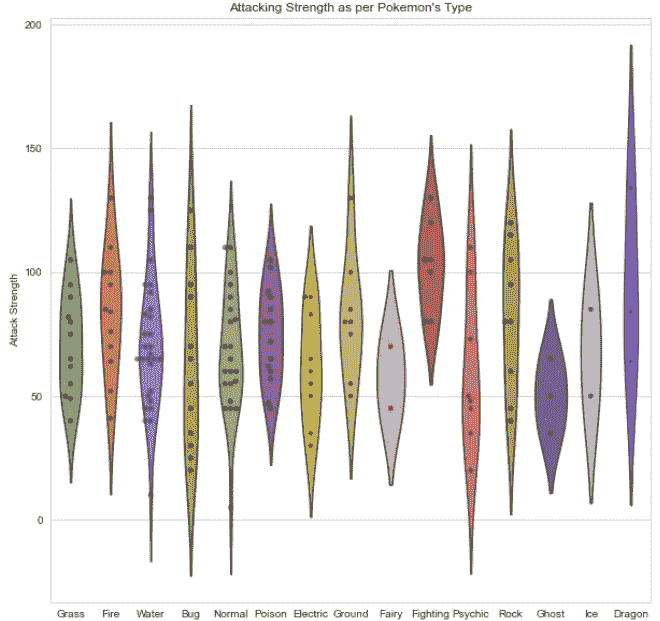 Attacking Strength as per Pokemon's Type
200
150
100
50
0
Attack Strength
Grass Fire Water Bug Normal Poison Electric Ground Fairy Fighting Psychic Rock Ghost Ice Dragon